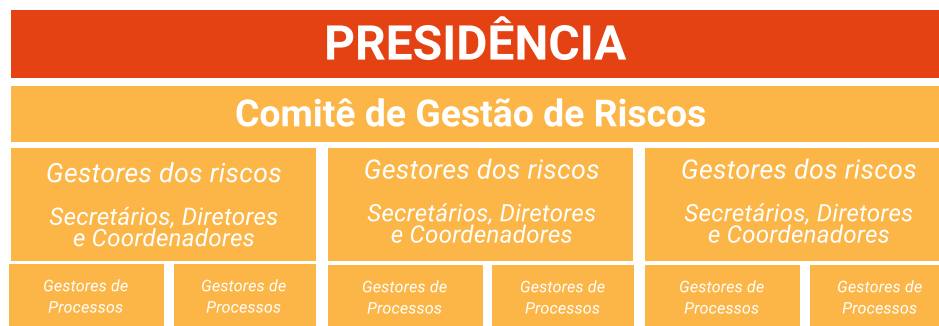 PRESIDÊNCIA
Comitê de Gestão de Riscos
Gestores dos riscos
Secretários, Diretores
e Coordenadores
Gestores dos riscos
Secretários, Diretores
e Coordenadores
Gestores dos riscos
Secretários, Diretores
e Coordenadores
Gestores de
Processos
Gestores de
Processos
Gestores de
Processos
Gestores de
Processos
Gestores de
Processos
Gestores de
Processos